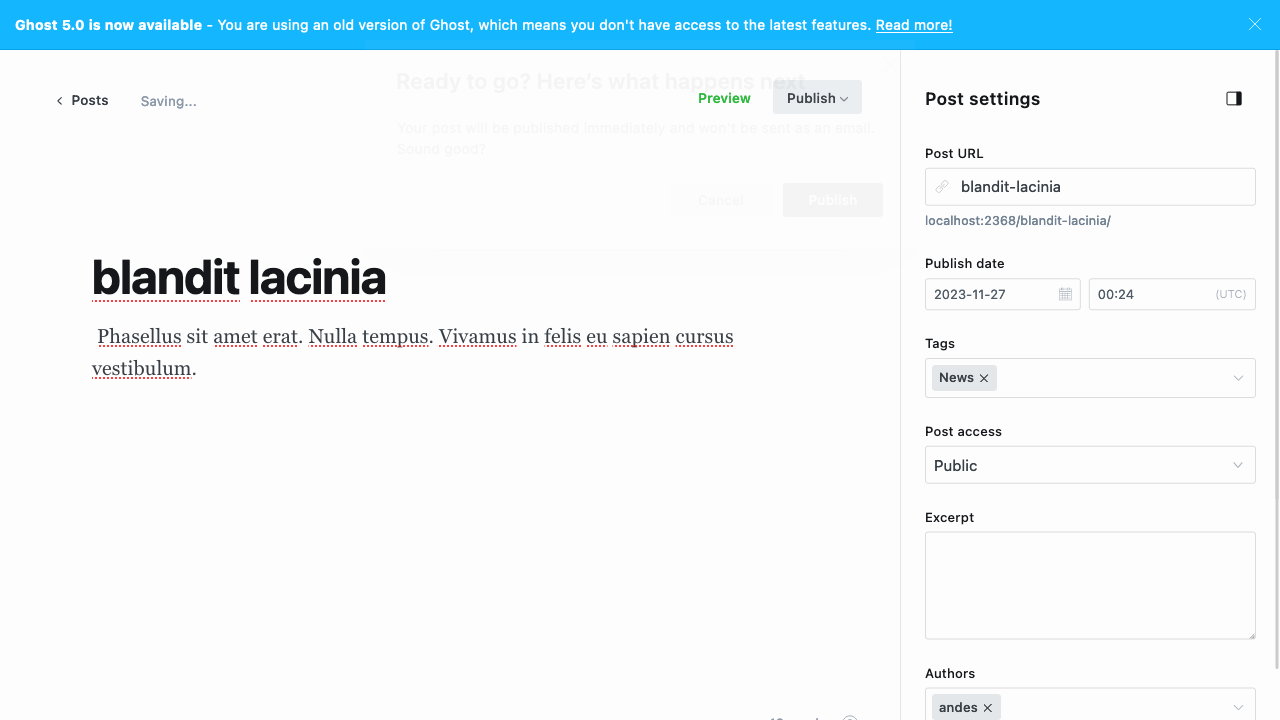 Ghost 5.0 is now available - You are using an old version of Ghost, which means you don't have access to the latest features. Read more!
Ready to go? Here's what happens next
Posts
Saving...
Preview
Publish
Your post will be published immediately and won't be sent as an email.
Sound good?
Cancel
Publish
blandit lacinia
Phasellus sit amet erat. Nulla tempus. Vivamus in felis eu sapien cursus
vestibulum.
Post settings
Post URL
blandit-lacinia
localhost:2368/blandit-lacinia/
Publish date
2023-11-27
00:24
(UTC)
Tags
News
Post access
Public
Excerpt
Authors
andes